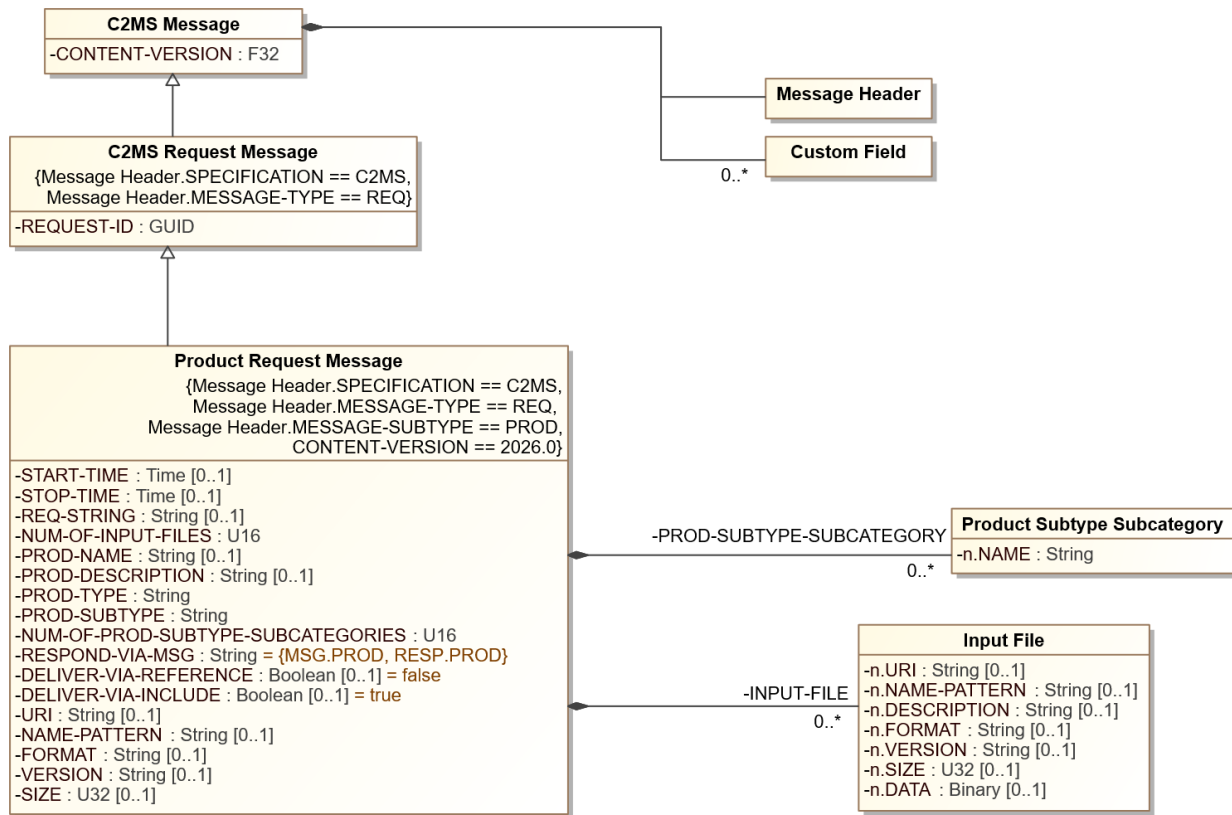 C2MS Message
-CONTENT-VERSION : F32
Message Header
Custom Field
0..*
C2MS Request Message
{Message Header.SPECIFICATION == C2MS,
Message Header.MESSAGE-TYPE == REQ}
-REQUEST-ID : GUID
Product Request Message
{Message Header.SPECIFICATION == C2MS,
Message Header.MESSAGE-TYPE == REQ,
Message Header.MESSAGE-SUBTYPE == PROD,
CONTENT-VERSION == 2026.0}
-START-TIME : Time [0..1]
-STOP-TIME : Time [0..1]
-REQ-STRING : String [0..1]
-NUM-OF-INPUT-FILES : U16
-PROD-NAME : String [0..1]
-PROD-DESCRIPTION : String [0..1]
-PROD-TYPE : String
-PROD-SUBTYPE : String
-NUM-OF-PROD-SUBTYPE-SUBCATEGORIES : U16
-RESPOND-VIA-MSG : String = {MSG.PROD, RESP.PROD}
-DELIVER-VIA-REFERENCE : Boolean [0..1] = false
-DELIVER-VIA-INCLUDE : Boolean [0..1] = true
-URI : String [0..1]
-NAME-PATTERN : String [0..1]
-FORMAT : String [0..1]
-VERSION : String [0..1]
-SIZE : U32 [0..1]
-PROD-SUBTYPE-SUBCATEGORY
0..*
Product Subtype Subcategory
-n.NAME : String
-INPUT-FILE
0..*
Input File
-n.URI : String [0..1]
-n.NAME-PATTERN : String [0..1]
-n.DESCRIPTION : String [0..1]
-n.FORMAT : String [0..1]
-n.VERSION : String [0..1]
-n.SIZE : U32 [0..1]
-n.DATA : Binary [0..1]